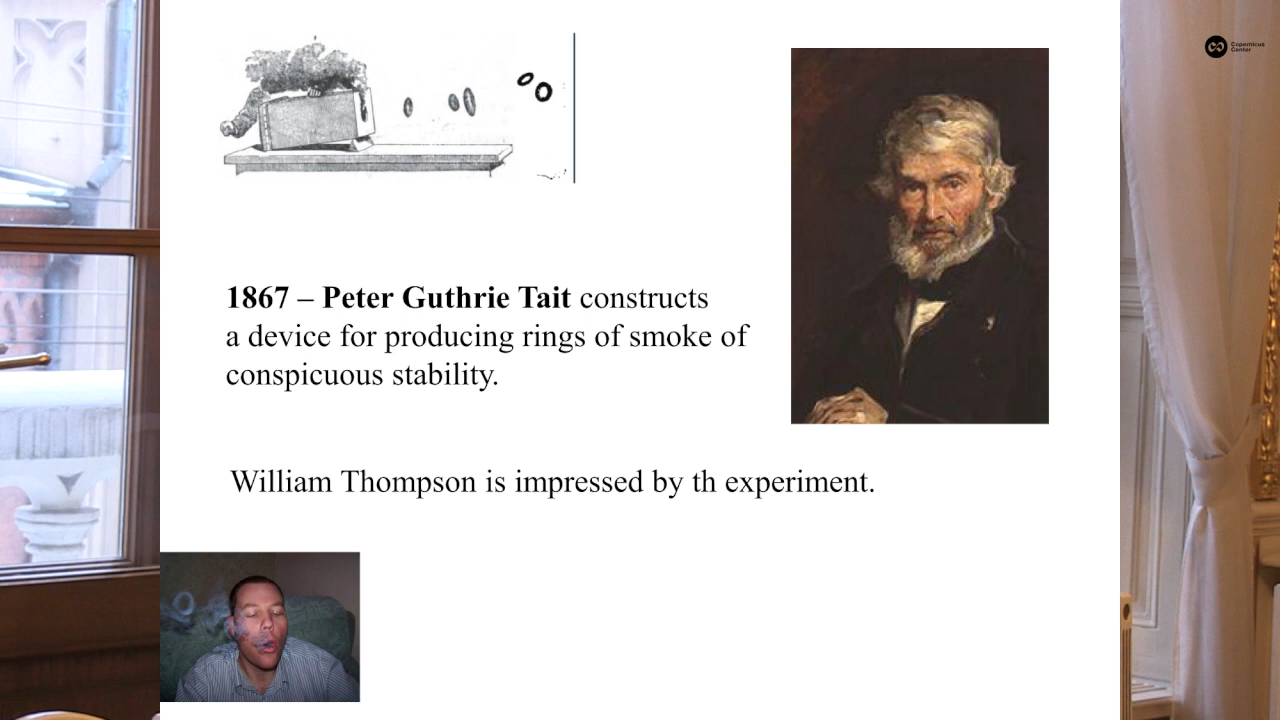 Copernicus
Center
1867 – Peter Guthrie Tait constructs
a device for producing rings of smoke of
conspicuous stability.
William Thompson is impressed by th experiment.